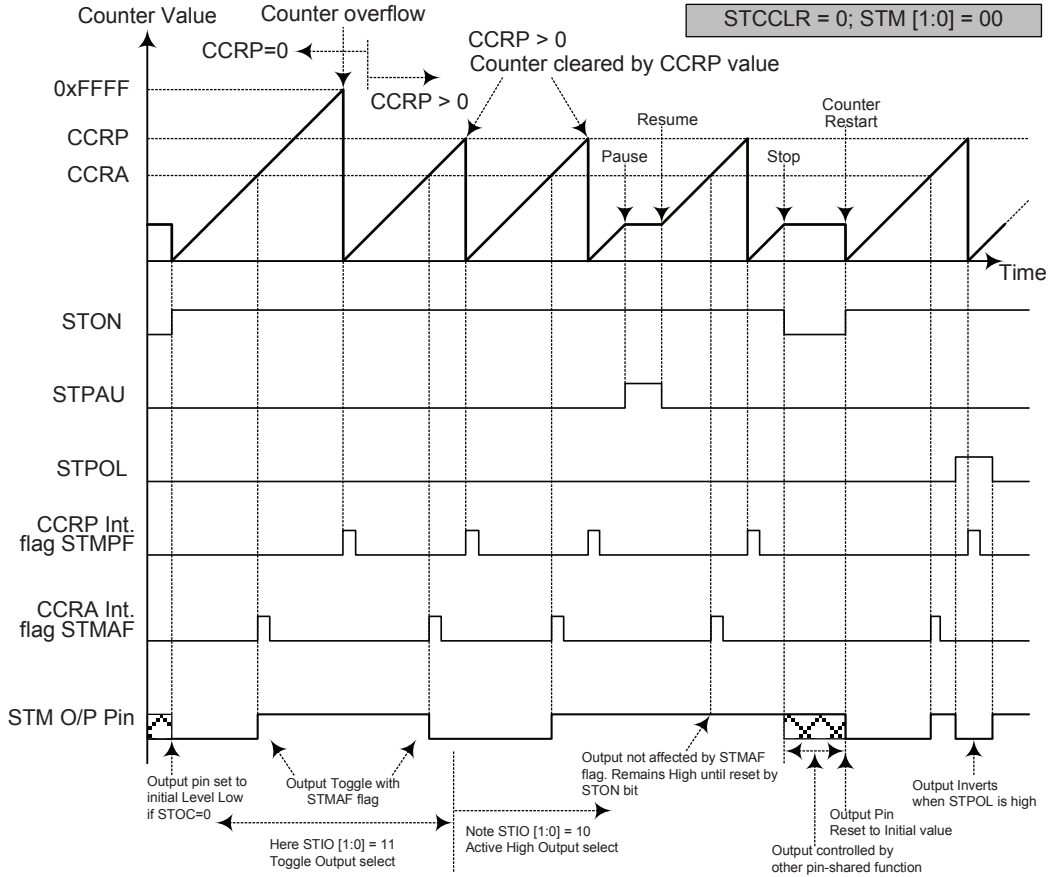 Counter Value
Counter overflow
STCCLR = 0; STM [1:0] = 00
CCRP=0
CCRP > 0
CCRP > 0
Counter cleared by CCRP value
0xFFFF
CCRP
CCRA
Pause
Resume
Stop
Counter
Restart
Time
STON
STPAU
STPOL
CCRP Int.
flag STMPF
CCRA Int.
flag STMAF
STM O/P Pin
Output pin set to
initial Level Low
if STOC=0
Output Toggle with
STMAF flag
Here STIO [1:0] = 11
Toggle Output select
Note STIO [1:0] = 10
Active High Output select
Output not affected by STMAF
flag. Remains High until reset by
STON bit
Output controlled by
other pin-shared function
Output Pin
Reset to Initial value
Output Inverts
when STPOL is high